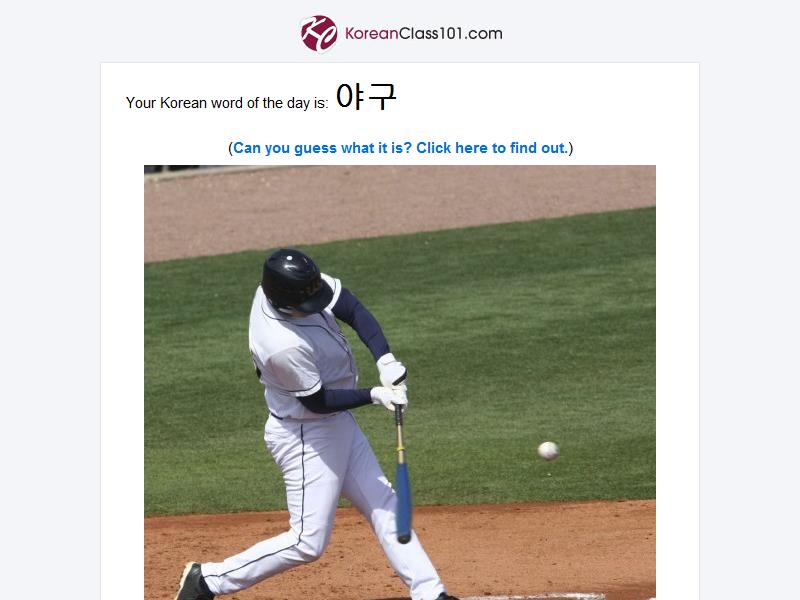 KoreanClass101.com
Your Korean word of the day is: 야구
(Can you guess what it is? Click here to find out.)